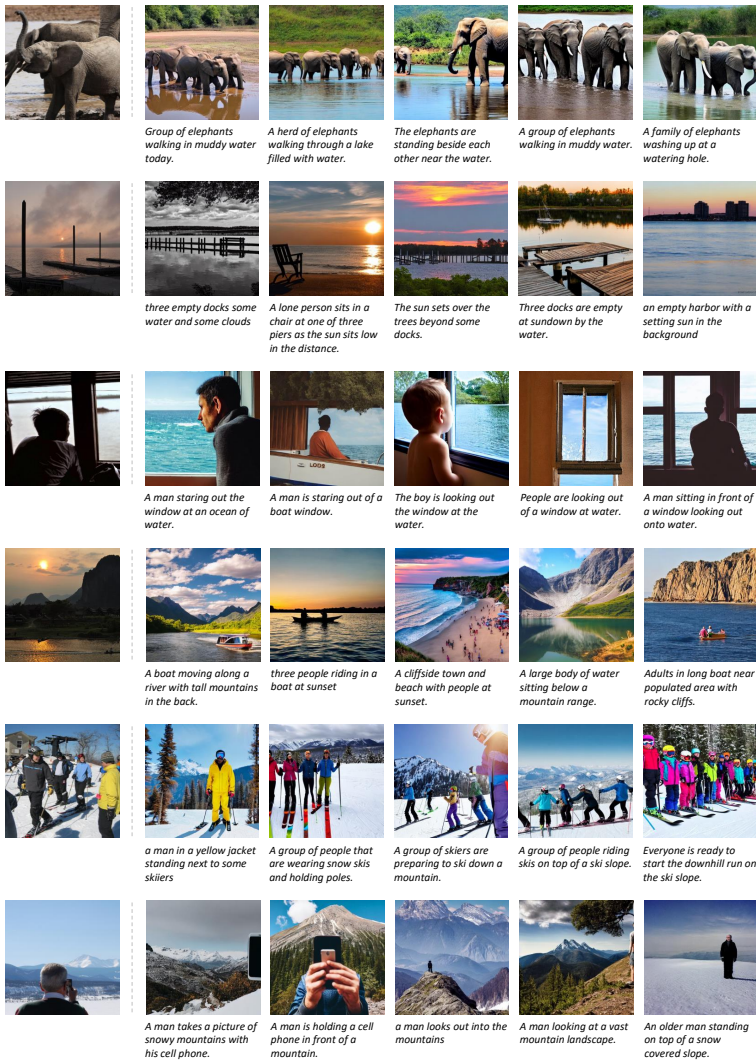 Group of elephants
walking in muddy water
today.
A herd of elephants
walking through a lake
filled with water.
The elephants are
standing beside each
other near the water.
A group of elephants
walking in muddy water.
A family of elephants
washing up at a
watering hole.
three empty docks some
water and some clouds
A lone person sits in a
chair at one of three
piers as the sun sits low
in the distance.
The sun sets over the
trees beyond some
docks.
Three docks are empty
at sundown by the
water.
an empty harbor with a
setting sun in the
background
A man staring out the
window at an ocean of
water.
A man is staring out of a
boat window.
The boy is looking out
the window at the
water.
People are looking out
of a window at water.
A man sitting in front of
a window looking out
onto water.
A boat moving along a
river with tall mountains
in the back.
three people riding in a
boat at sunset
A cliffside town and
beach with people at
sunset.
A large body of water
sitting below a
mountain range.
Adults in long boat near
populated area with
rocky cliffs.
a man in a yellow jacket
standing next to some
skiiers
A group of people that
are wearing snow skis
and holding poles.
A group of skiers are
preparing to ski down a
mountain.
A group of people riding
skis on top of a ski slope.
Everyone is ready to
start the downhill run on
the ski slope.
A man takes a picture of
snowy mountains with
his cell phone.
A man is holding a cell
phone in front of a
mountain.
a man looks out into the
mountains
A man looking at a vast
mountain landscape.
An older man standing
on top of a snow
covered slope.